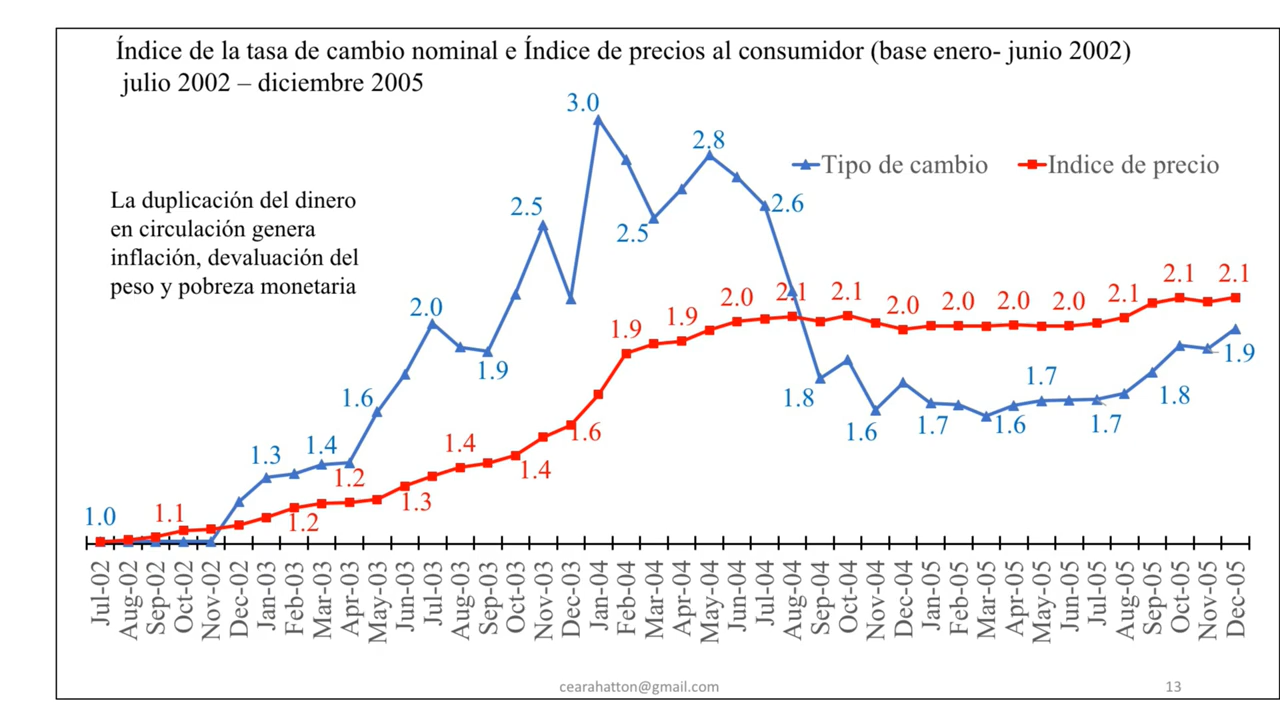 Índice de la tasa de cambio nominal e Índice de precios al consumidor (base enero- junio 2002)
julio 2002 – diciembre 2005
La duplicación del dinero
en circulación genera
inflación, devaluación del
peso y pobreza monetaria
Tipo de cambio
Indice de precio
3.0
2.8
2.5
2.6
2.5
2.0
1.9
1.6
1.3
1.4
1.0
1.8
1.6
1.7
1.6
1.7
1.7
1.8
1.9
1.1
1.2
1.2
1.3
1.4
1.4
1.6
1.9
1.9
2.0
2.1
2.1
2.0
2.0
2.0
2.0
2.1
2.1
2.1
Jul-02
Aug-02
Sep-02
Oct-02
Nov-02
Dec-02
Jan-03
Feb-03
Mar-03
Apr-03
May-03
Jun-03
Jul-03
Aug-03
Sep-03
Oct-03
Nov-03
Dec-03
Jan-04
Feb-04
Mar-04
Apr-04
May-04
Jun-04
Jul-04
Aug-04
Sep-04
Oct-04
Nov-04
Dec-04
Jan-05
Feb-05
Mar-05
Apr-05
May-05
Jun-05
Jul-05
Aug-05
Sep-05
Oct-05
Nov-05
Dec-05
cearahatton@gmail.com
13